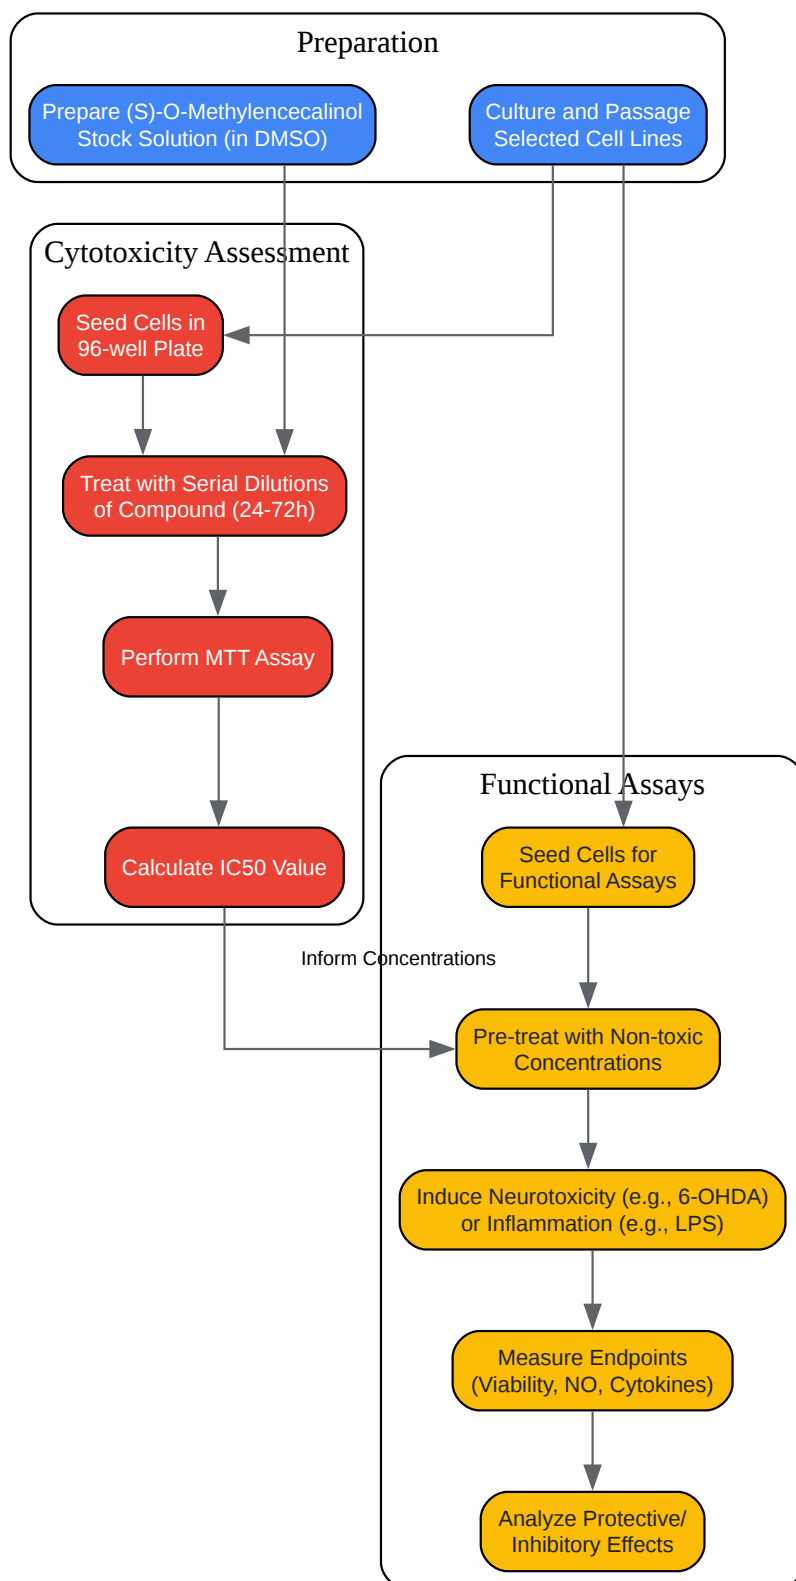 Preparation
Prepare (S)-O-Methylencecalinol
Stock Solution (in DMSO)
Culture and Passage
Selected Cell Lines
Cytotoxicity Assessment
Seed Cells in
96-well Plate
Treat with Serial Dilutions
of Compound (24-72h)
Perform MTT Assay
Calculate IC50 Value
Inform Concentrations
Functional Assays
Seed Cells for
Functional Assays
Pre-treat with Non-toxic
Concentrations
Induce Neurotoxicity (e.g., 6-OHDA)
or Inflammation (e.g., LPS)
Measure Endpoints
(Viability, NO, Cytokines)
Analyze Protective/
Inhibitory Effects